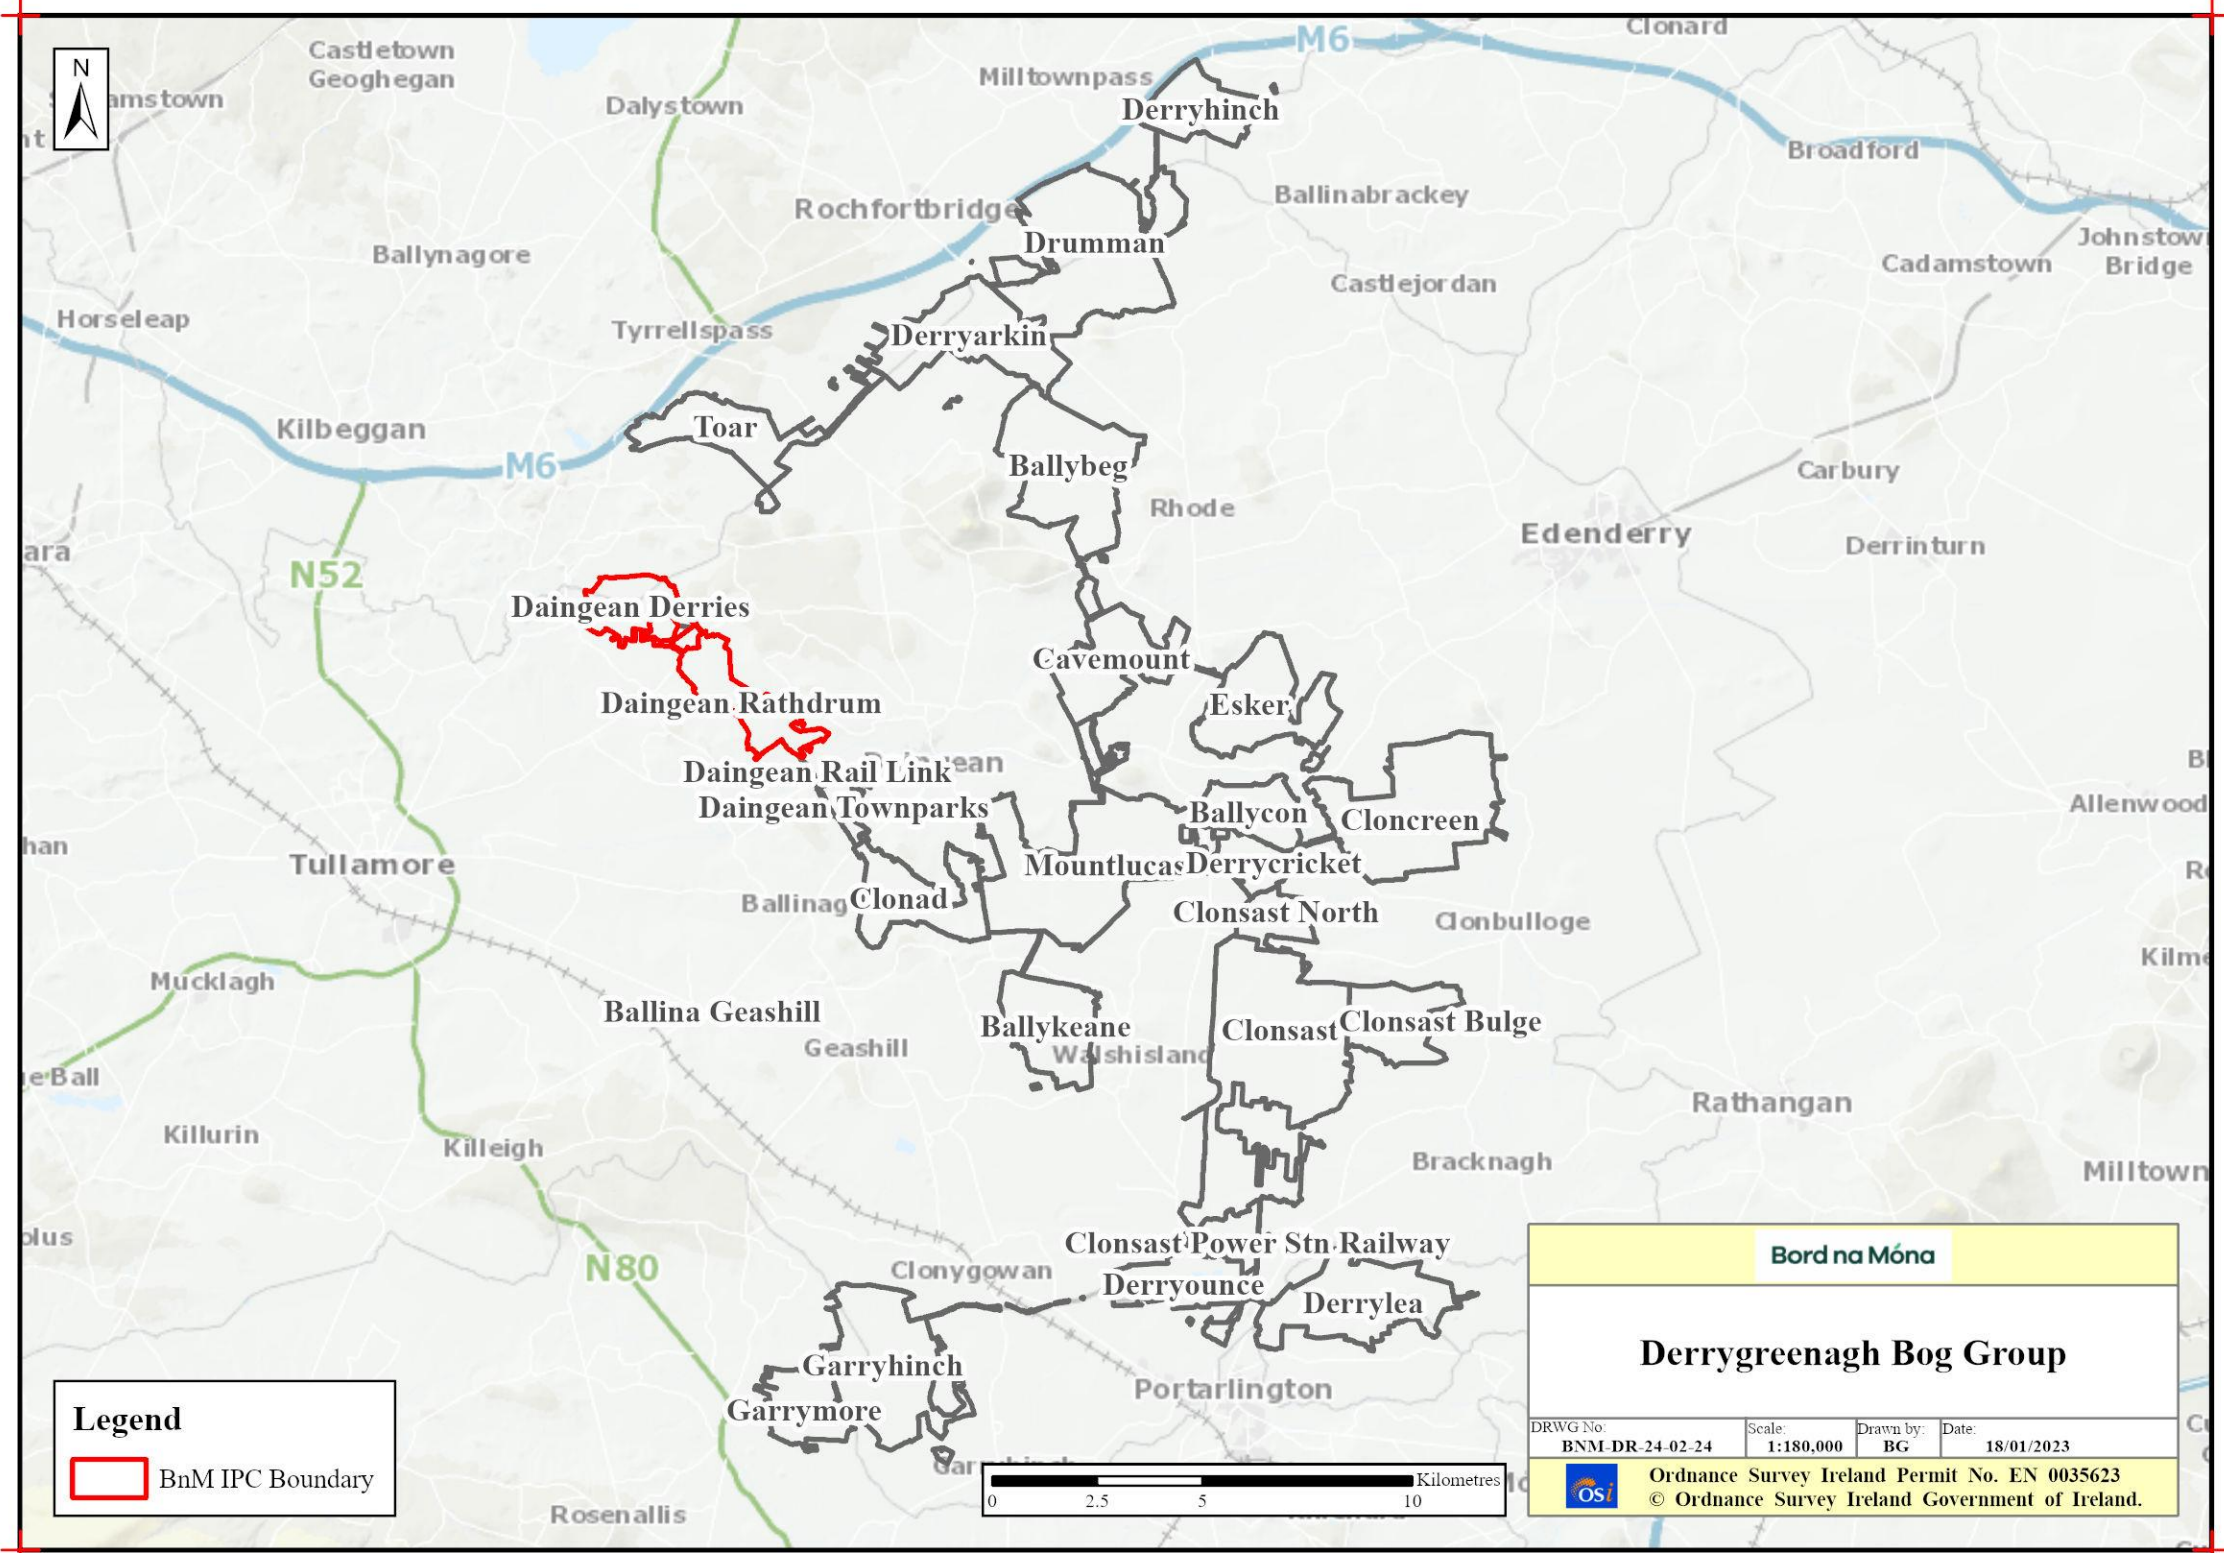 Clonard
Castletown
Geoghegan
M6
N
Milltownpass
Dalystown
Derryhinch
Broadford
Ballinabrackey
Rochfortbridge
Drumman
Ballynagore
Cadamstown
Bridge
Castlejordan
Horseleap
Tyrrellspass
Derryarkin
Toar
Kilbeggan
M6
Ballybeg
Carbury
Rhode
Edenderry
Derrinturn
N52
Daingean Derries
Cavemount
Daingean Rathdrum
Esker
Daingean Rail Link
Allenwood
Daingean Townparks
Ballycon
Cloncreen
Tullamore
Mountlucas
Derrycricket
Clonad
Clonsast North
Clonbulloge
Mucklagh
Ballina Geashill
Ballykeane
Clonsast
Clonsast Bulge
Geashill
Walshisland
Rathangan
Killurin
Killeigh
Bracknagh
Milltown
Clonsast Power Stn Railway
N80
Clonygowan
Derryounce
Derrylea
Garryhinch
Portarlington
Garrymore
Rosenallis
Legend
BnM IPC Boundary
Kilometres
0 2.5 5 10
Bord na Móna
Derrygreenagh Bog Group
DRWG No: Scale: Drawn by: Date:
BNM-DR-24-02-24 1:180,000 BG 18/01/2023
OSi
Ordnance Survey Ireland Permit No. EN 0035623
© Ordnance Survey Ireland Government of Ireland.